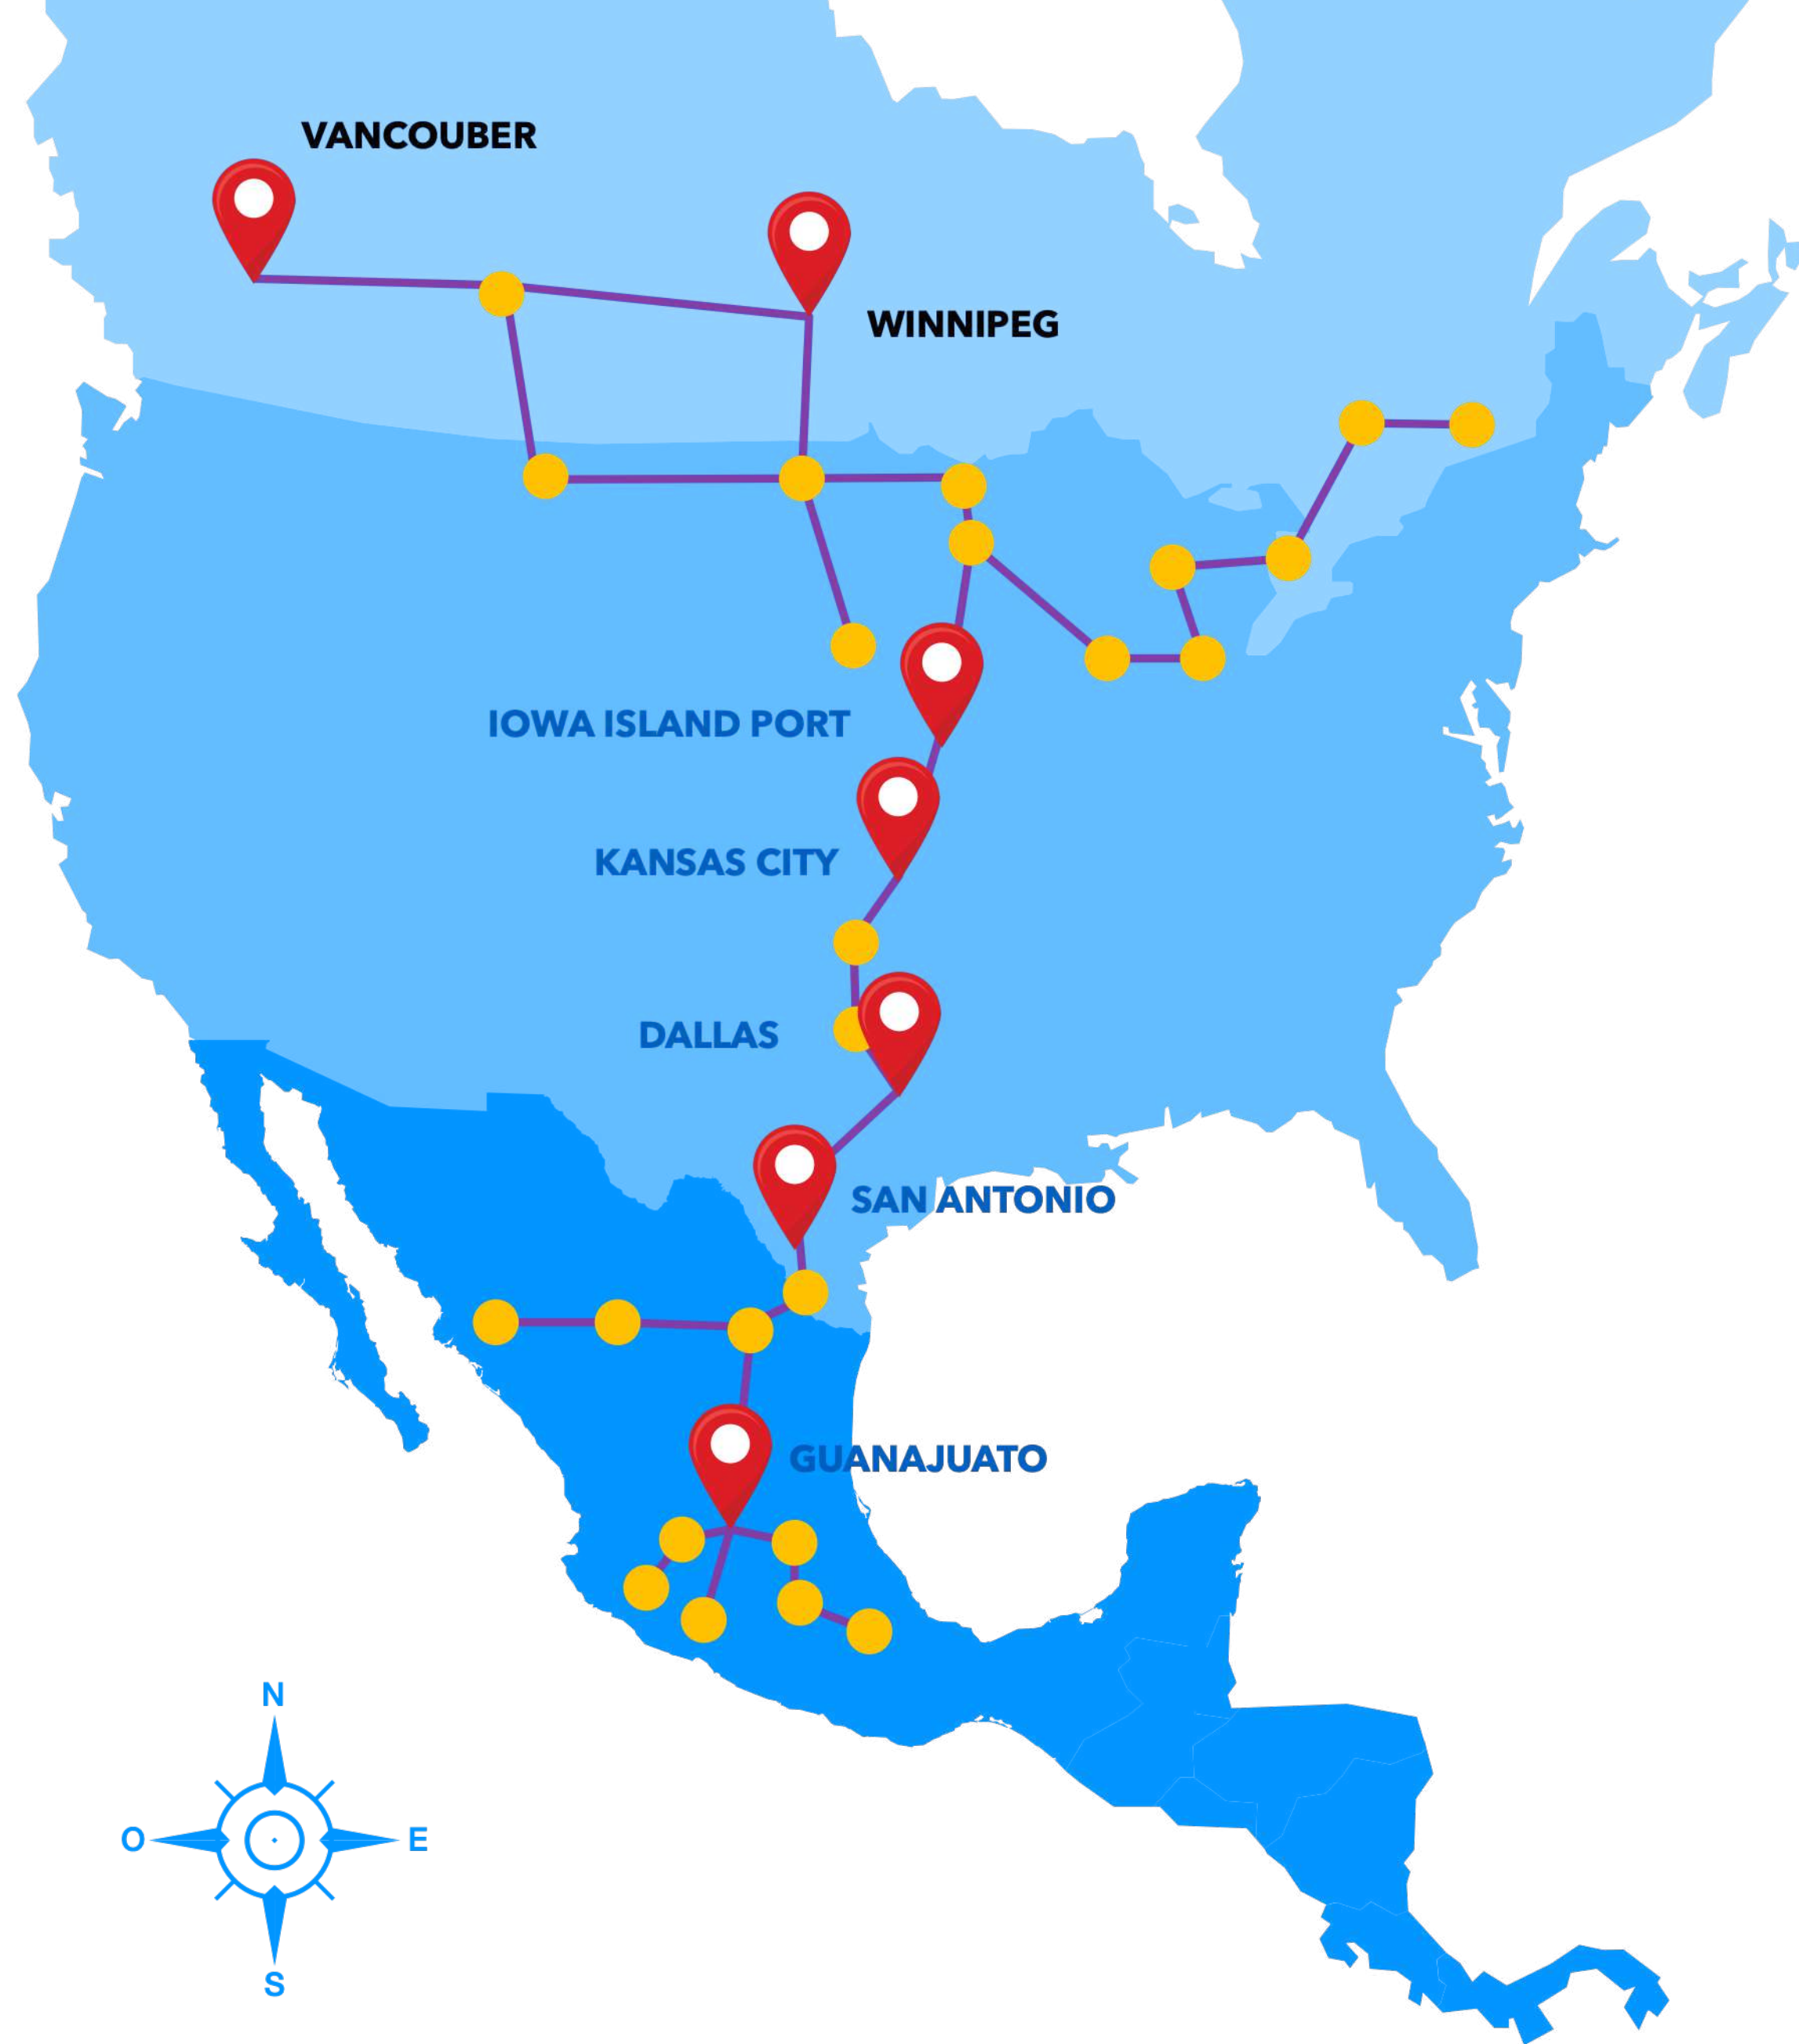 VANCOUBER
WINNIPEG
IOWA ISLAND PORT
KANSAS CITY
DALLAS
SAN ANTONIO
GUANAJUATO
N
O
E
S